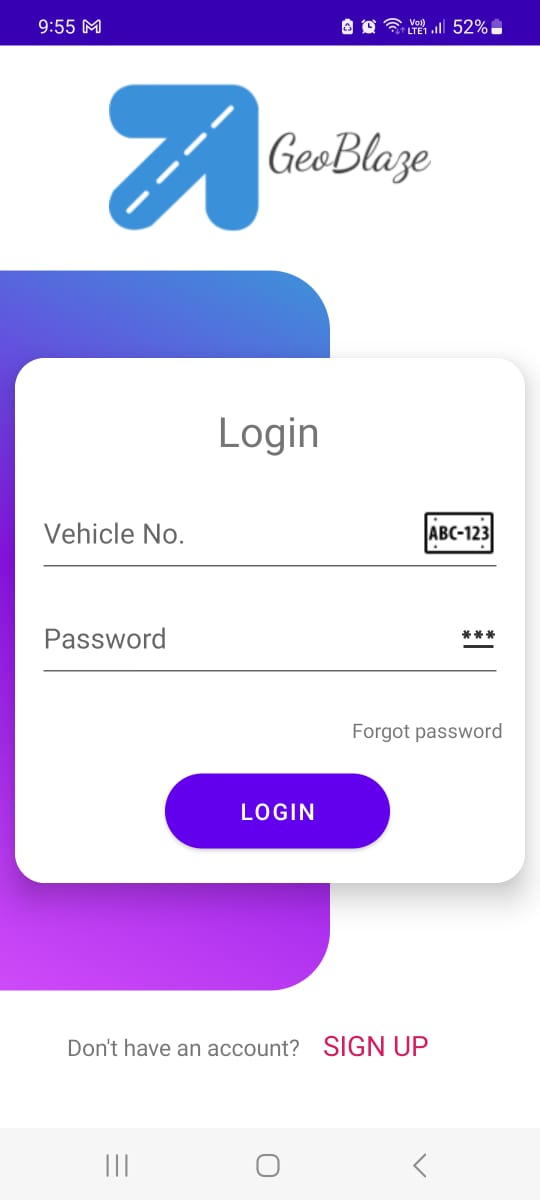 9:55 Vo)) LTE1 52%
GeoBlaze
Login
Vehicle No. ABC-123
Password ***
Forgot password
LOGIN
Don't have an account? SIGN UP